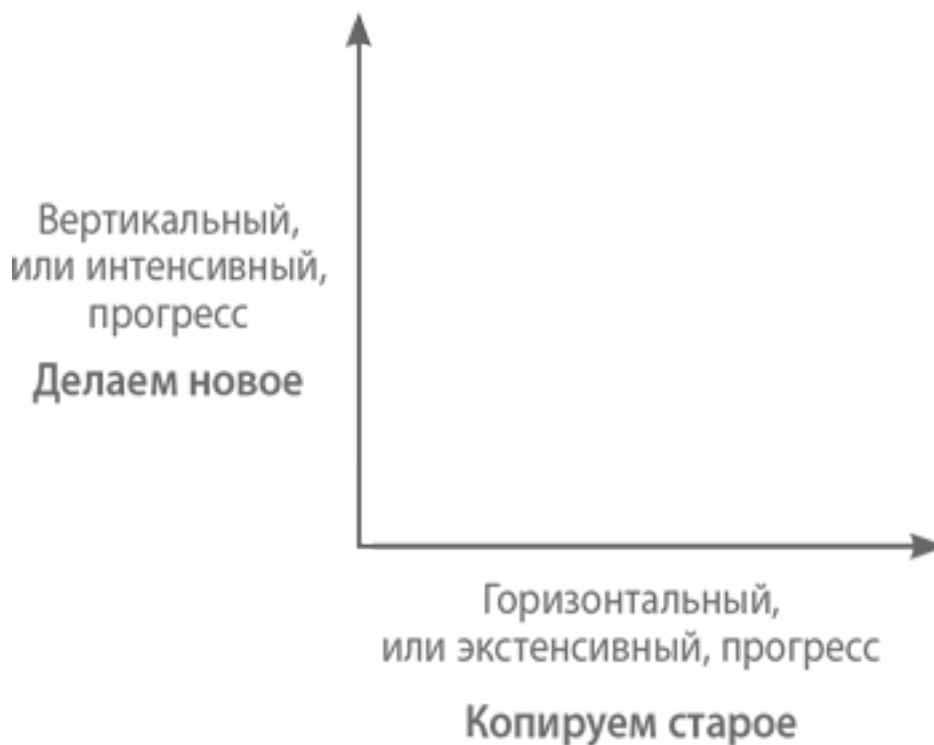 Вертикальный,
или интенсивный,
прогресс
Делаем новое
Горизонтальный,
или экстенсивный, прогресс
Копируем старое